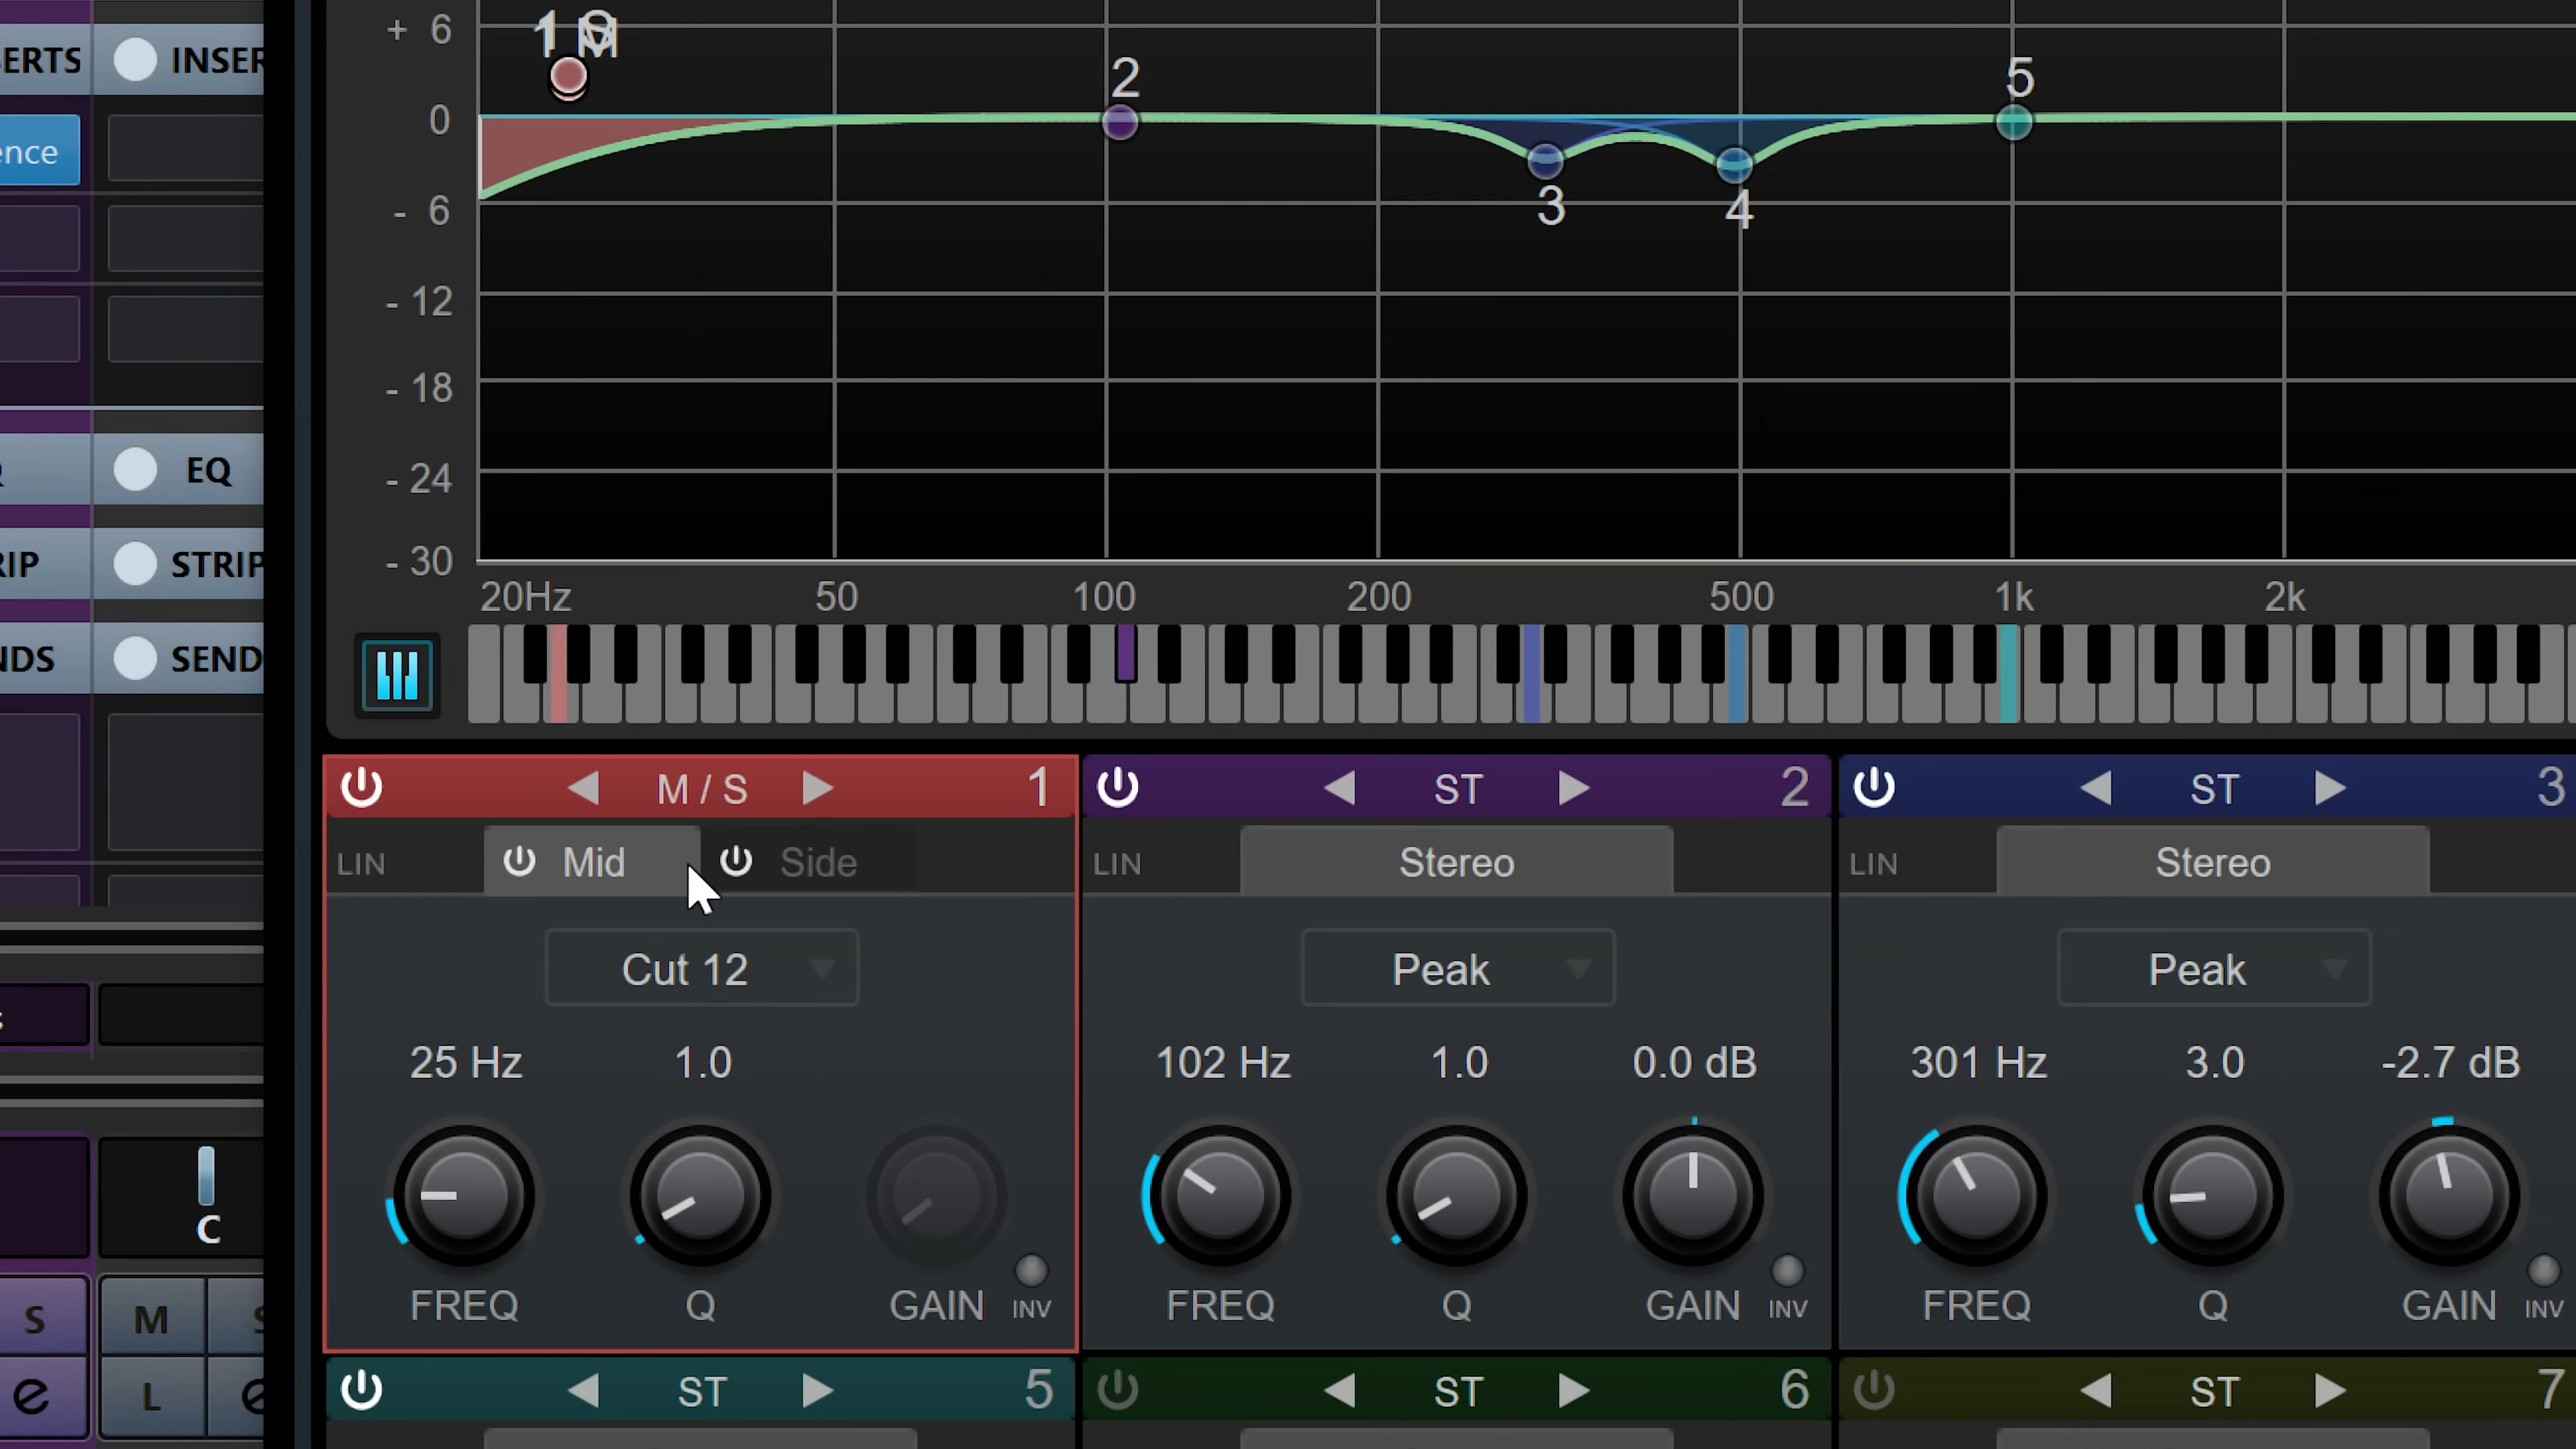 + 6
1 M
2
5
0
- 6
3
4
- 12
- 18
- 24
- 30
20Hz 50 100 200 500 1k 2k
ERTS INSER
ence
EQ
RIP STRIP
NDS SEND
C
S M S
e L e
M / S 1 ST 2 ST 3
LIN Mid Side LIN Stereo LIN Stereo
Cut 12 Peak Peak
25 Hz 1.0 102 Hz 1.0 0.0 dB 301 Hz 3.0 -2.7 dB
FREQ Q GAIN INV FREQ Q GAIN INV FREQ Q GAIN INV
ST 5 ST 6 ST 7